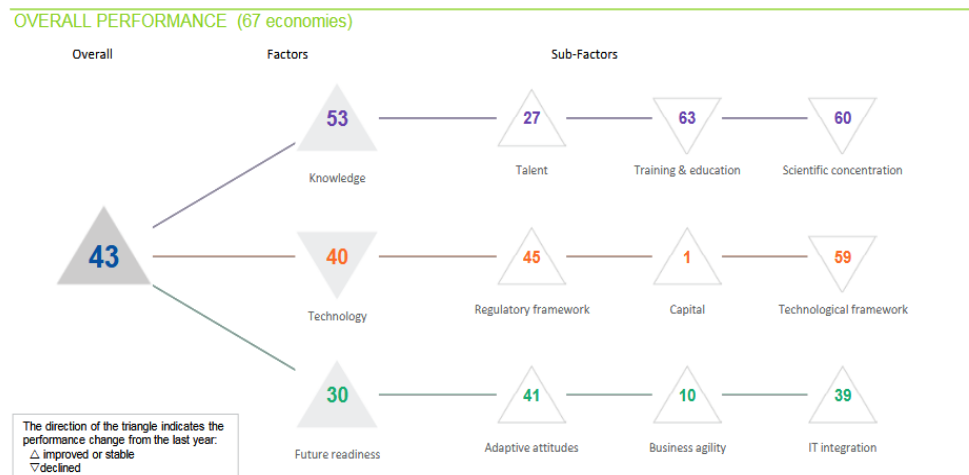 OVERALL PERFORMANCE (67 economies)
Overall Factors Sub-Factors
53 27 63 60
Knowledge Talent Training & education Scientific concentration
43 40 45 1 59
Technology Regulatory framework Capital Technological framework
30 41 10 39
Future readiness Adaptive attitudes Business agility IT integration
The direction of the triangle indicates the
performance change from the last year:
△ improved or stable
▽declined